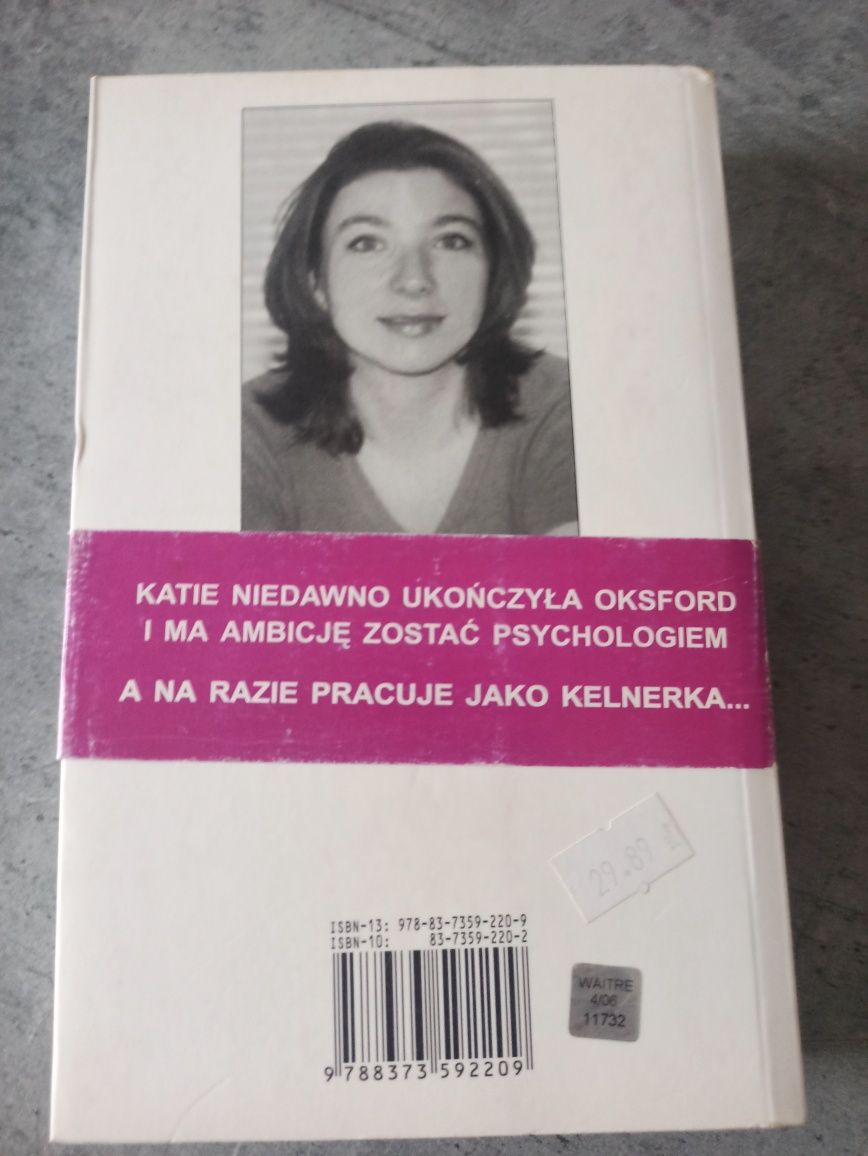 KATIE NIEDAWNO UKOŃCZYŁA OKSFORD
I MA AMBICJĘ ZOSTAĆ PSYCHOLOGIEM
A NA RAZIE PRACUJE JAKO KELNERKA...
29.89
ISBN-13: 978-83-7359-220-9
ISBN-10: 83-7359-220-2
9 788373 592209
WAITRE
4/06
11732